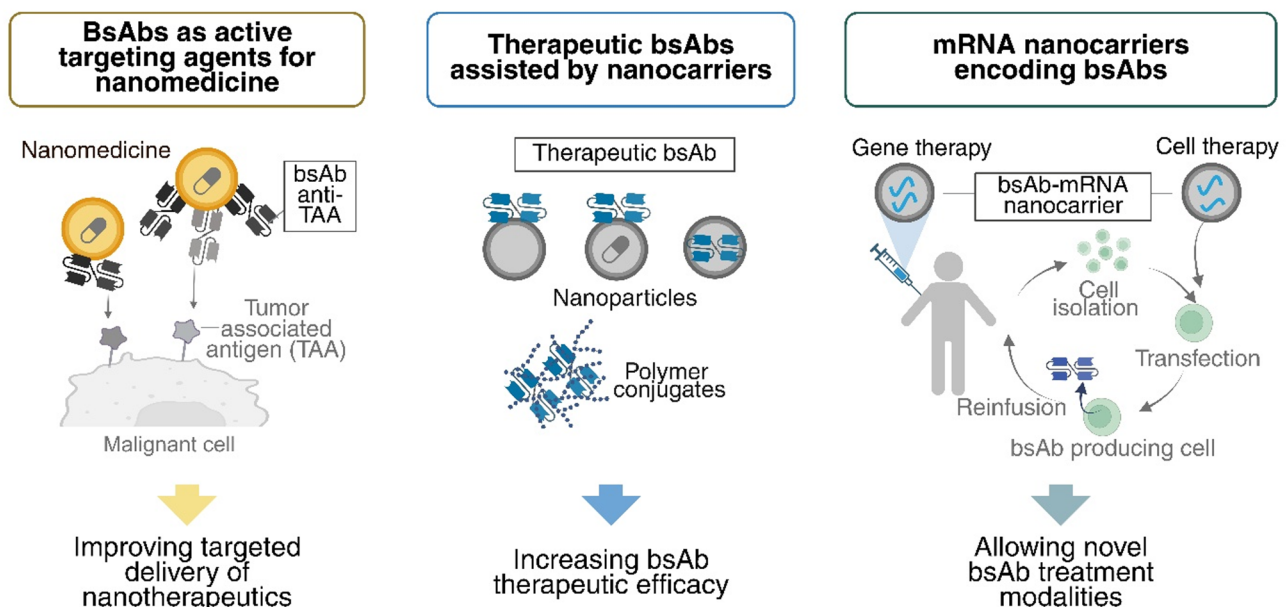 BsAbs as active
targeting agents for
nanomedicine
Nanomedicine
bsAb
anti-
TAA
Tumor
associated
antigen (TAA)
Malignant cell
Improving targeted
delivery of
nanotherapeutics
Therapeutic bsAbs
assisted by nanocarriers
Therapeutic bsAb
Nanoparticles
Polymer
conjugates
Increasing bsAb
therapeutic efficacy
mRNA nanocarriers
encoding bsAbs
Gene therapy
Cell therapy
bsAb-mRNA
nanocarrier
Cell
isolation
Transfection
Reinfusion
bsAb producing cell
Allowing novel
bsAb treatment
modalities